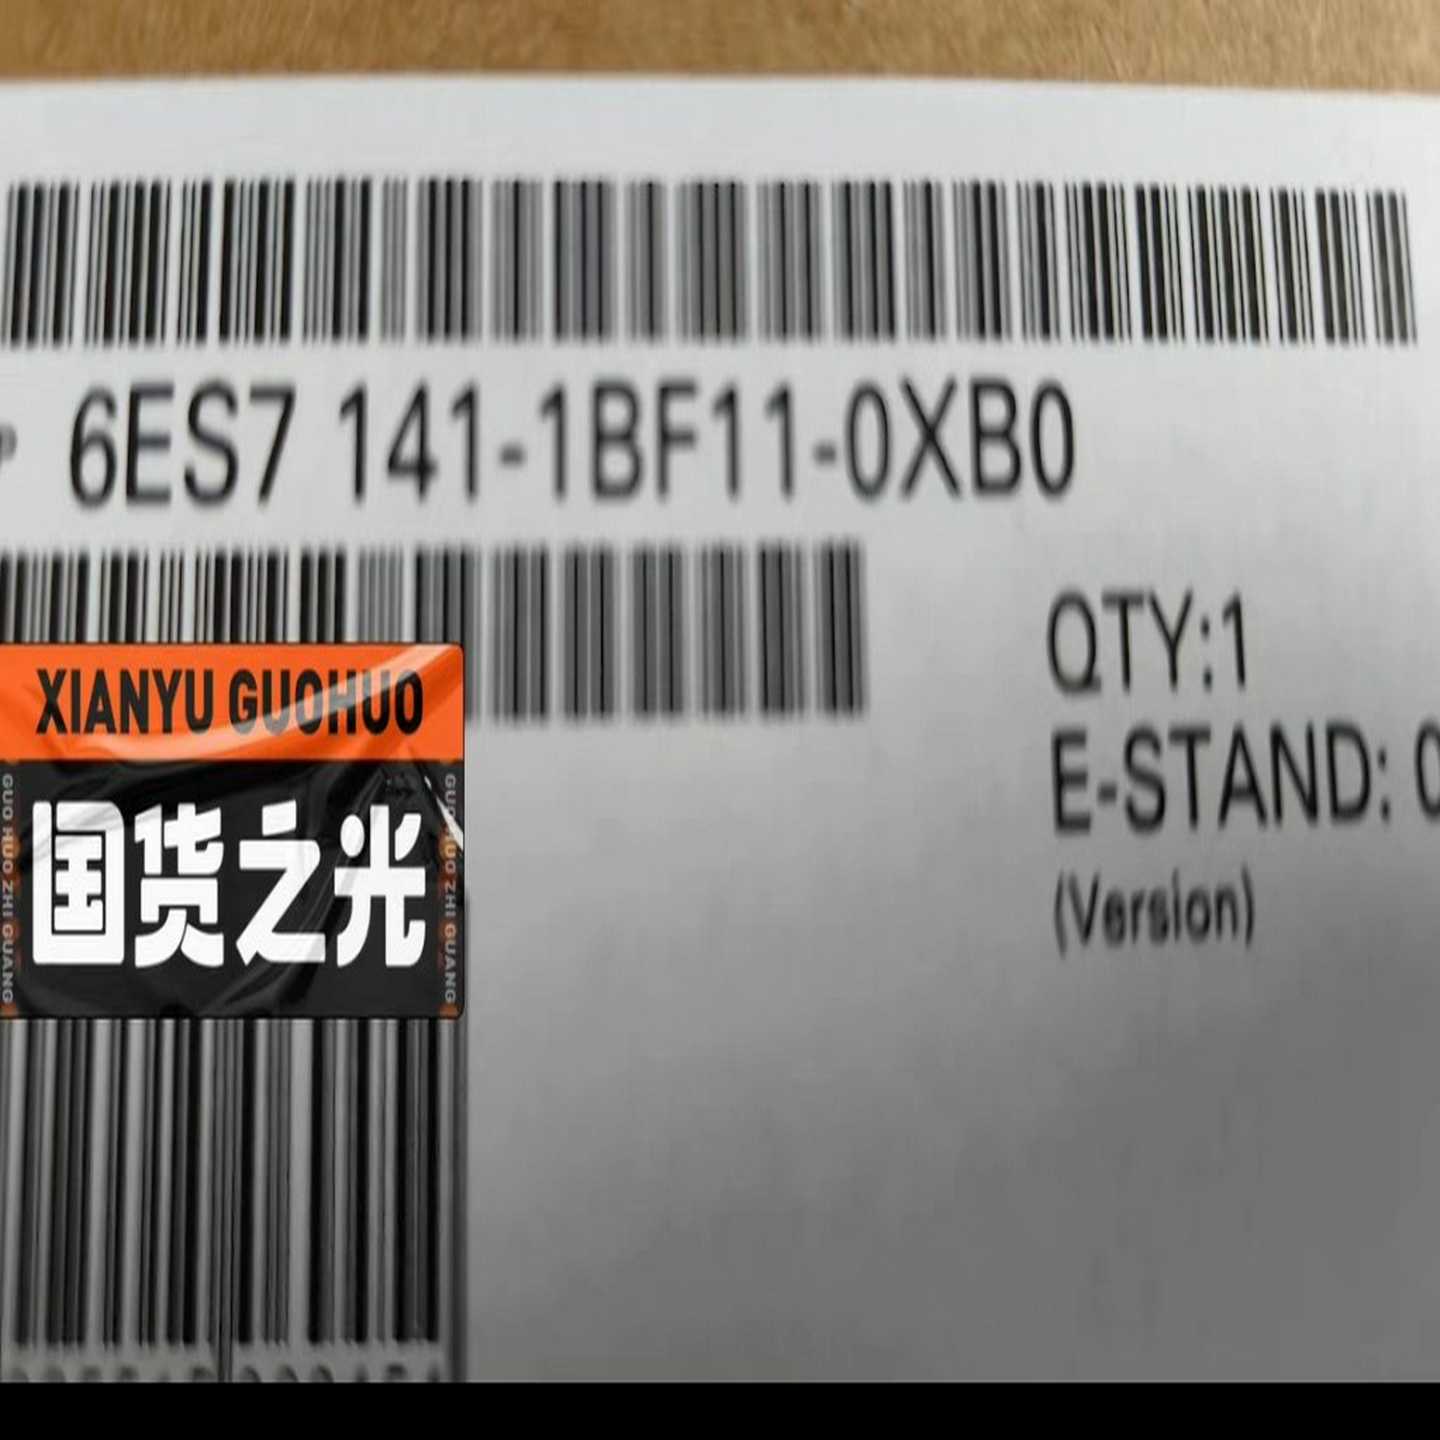 6ES7 141-1BF11-0XB0
QTY:1
E-STAND: 0
(Version)
XIANYU GUOHUO
国货之光
GUO HUO ZHI GUANG
GUO HUO ZHI GUANG